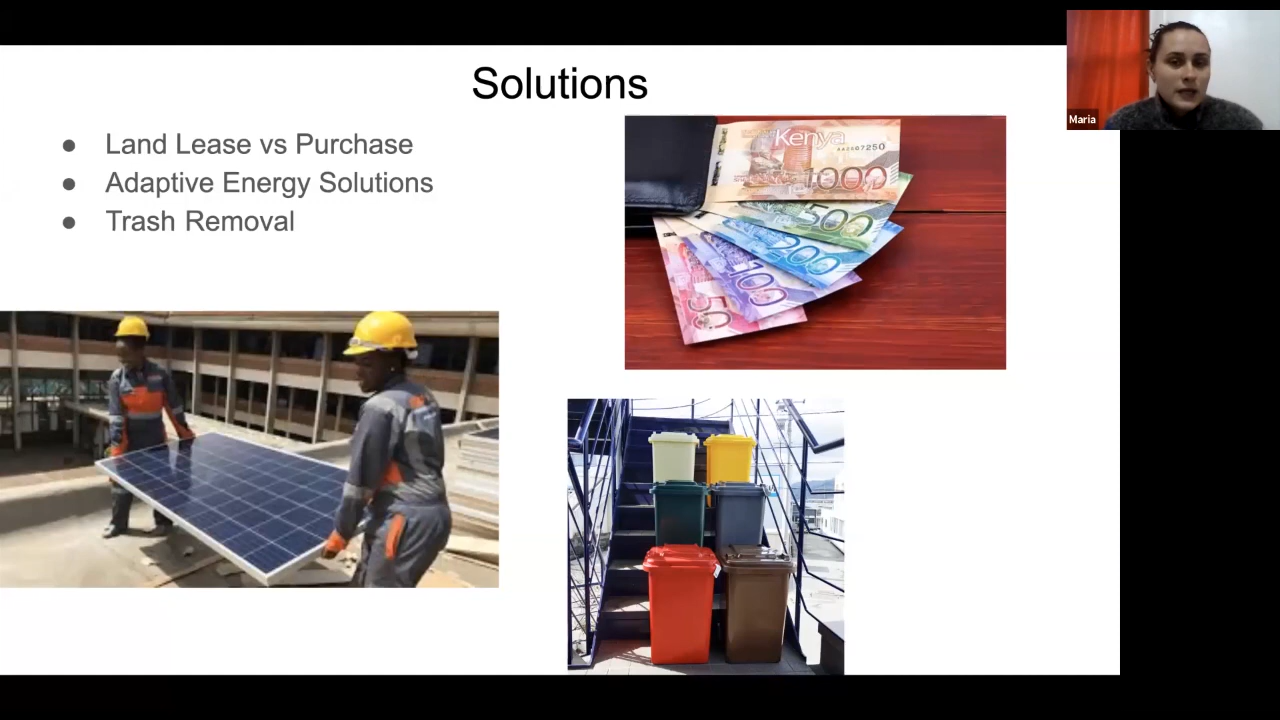 Solutions
Land Lease vs Purchase
Adaptive Energy Solutions
Trash Removal
Kenya
1000
500
200
100
50
Maria